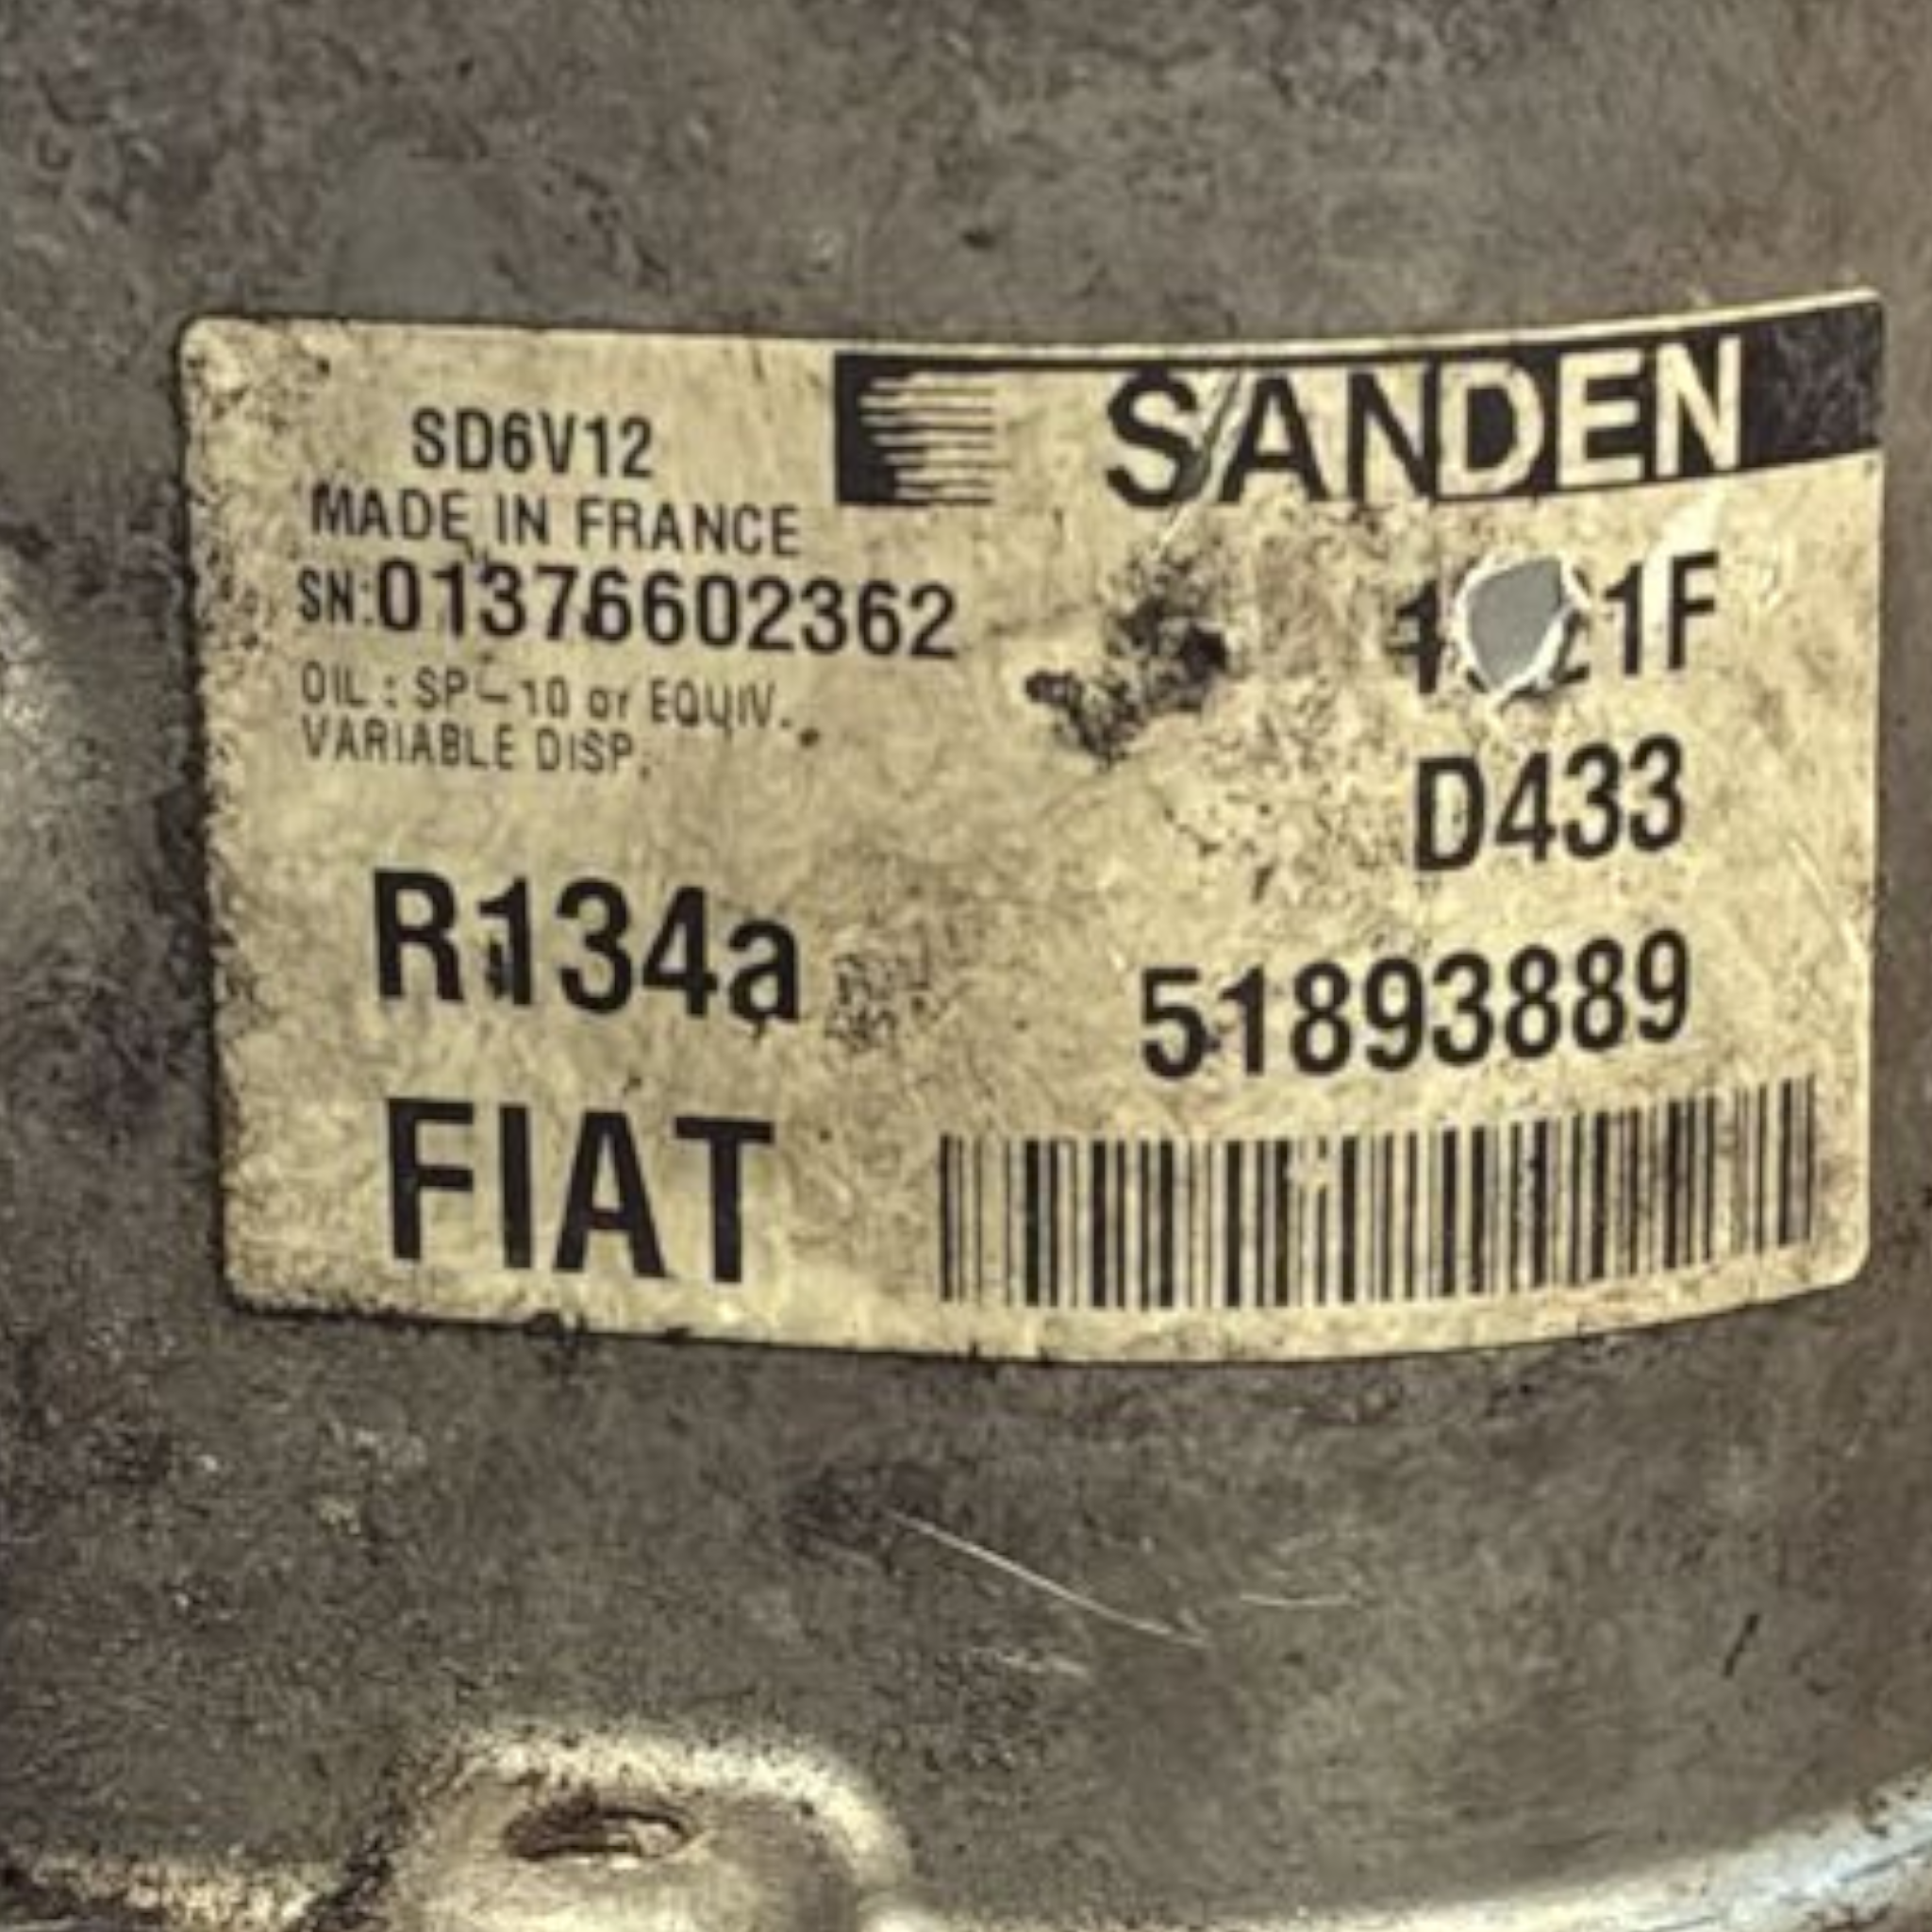 SANDEN
SD6V12
MADE IN FRANCE
SN:01376602362
OIL : SP-10 or EQUIV.
VARIABLE DISP.
D433
R134a
51893889
FIAT